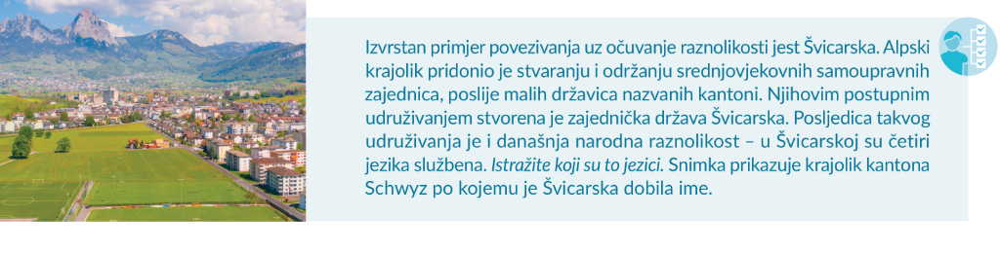 Izvrstan primjer povezivanja uz očuvanje raznolikosti jest Švicarska. Alpski
krajolik pridonio je stvaranju i održanju srednjovjekovnih samoupravnih
zajednica, poslije malih državica nazvanih kantoni. Njihovim postupnim
udruživanjem stvorena je zajednička država Švicarska. Posljedica takvog
udruživanja je i današnja narodna raznolikost – u Švicarskoj su četiri
jezika službena. Istražite koji su to jezici. Snimka prikazuje krajolik kantona
Schwyz po kojemu je Švicarska dobila ime.